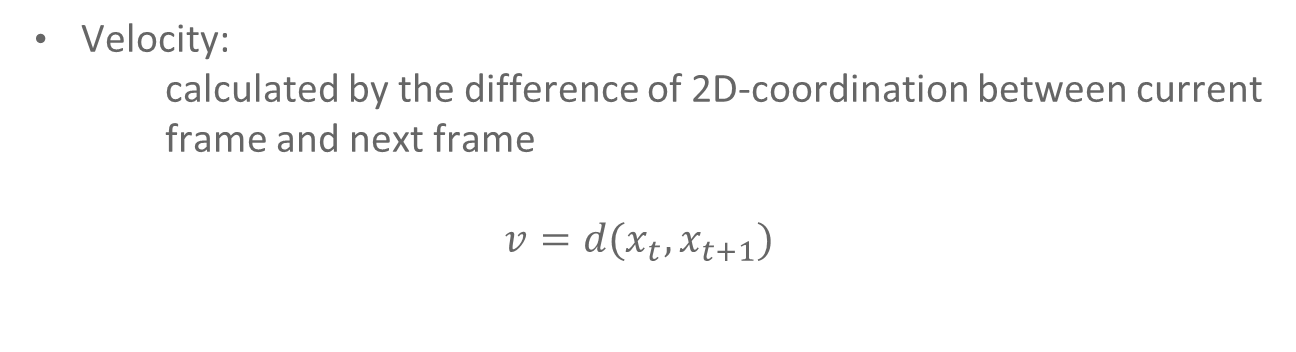 • Velocity:
calculated by the difference of 2D-coordination between current
frame and next frame
𝑣 = 𝑑(𝑥ₜ, 𝑥ₜ₊₁)